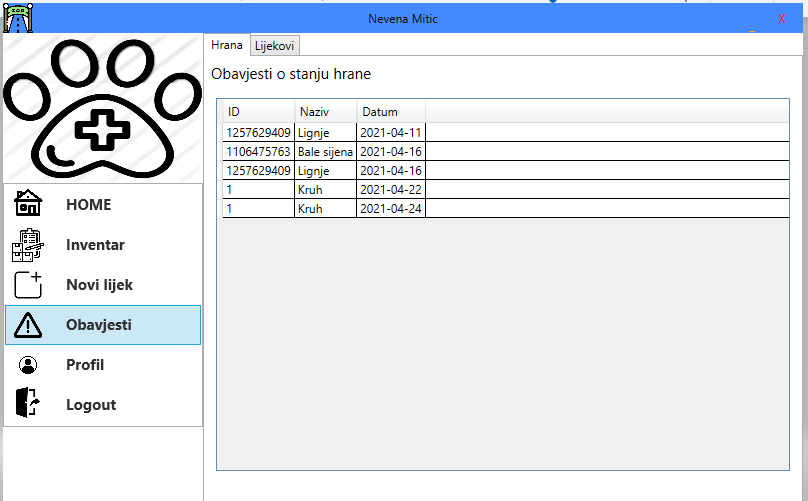 Nevena Mitic
X
Hrana Lijekovi
Obavjesti o stanju hrane
ID Naziv Datum
1257629409 Lignje 2021-04-11
1106475763 Bale sijena 2021-04-16
1257629409 Lignje 2021-04-16
1 Kruh 2021-04-22
1 Kruh 2021-04-24
HOME
Inventar
Novi lijek
Obavjesti
Profil
Logout